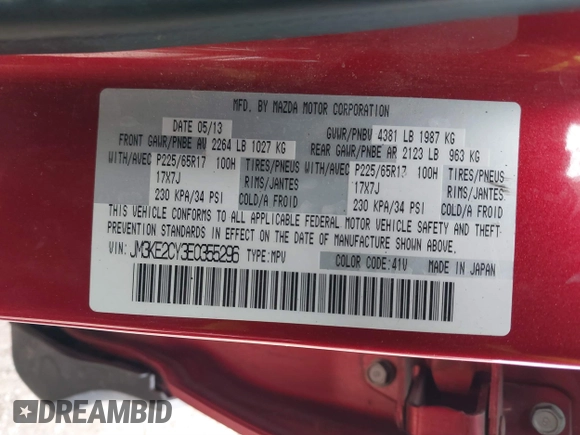 MFD. BY MAZDA MOTOR CORPORATION
DATE 05/13 GVWR/PNBV 4381 LB 1987 KG
FRONT GAWR/PNBE AV 2264 LB 1027 KG REAR GAWR/PNBE AR 2123 LB 963 KG
WITH/AVEC P225/65R17 100H TIRES/PNEUS WITH/AVEC P225/65R17 100H TIRES/PNEUS
17X7J RIMS/JANTES 17X7J RIMS/JANTES
230 KPA/34 PSI COLD/A FROID 230 KPA/34 PSI COLD/A FROID
THIS VEHICLE CONFORMS TO ALL APPLICABLE FEDERAL MOTOR VEHICLE SAFETY AND THEFT-
PREVENTION STANDARDS IN EFFECT ON THE DATE OF MANUFACTURE SHOWN ABOVE.
VIN: JM3KE2CY3E0355296 TYPE:MPV COLOR CODE:41V MADE IN JAPAN
DREAMBID